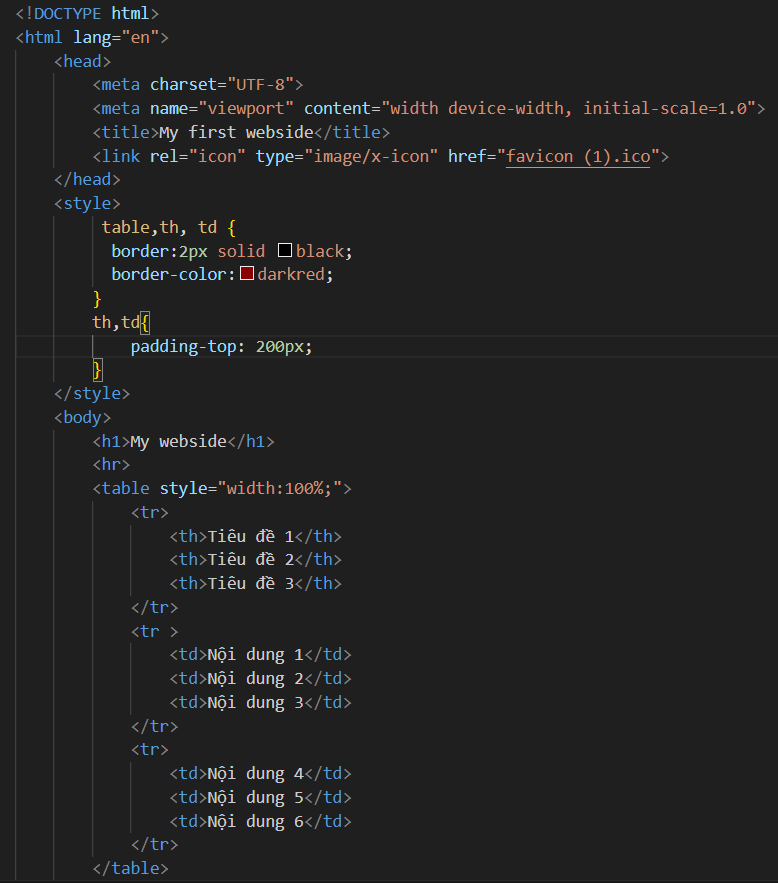 <!DOCTYPE html>
<html lang="en">
    <head>
        <meta charset="UTF-8">
        <meta name="viewport" content="width device-width, initial-scale=1.0">
        <title>My first webside</title>
        <link rel="icon" type="image/x-icon" href="favicon (1).ico">
    </head>
    <style>
         table,th, td {
          border:2px solid black;
          border-color:darkred;
        }
        th,td{
            padding-top: 200px;
        }
    </style>
    <body>
        <h1>My webside</h1>
        <hr>
        <table style="width:100%;">
            <tr>
                <th>Tiêu đề 1</th>
                <th>Tiêu đề 2</th>
                <th>Tiêu đề 3</th>
            </tr>
            <tr >
                <td>Nội dung 1</td>
                <td>Nội dung 2</td>
                <td>Nội dung 3</td>
            </tr>
            <tr>
                <td>Nội dung 4</td>
                <td>Nội dung 5</td>
                <td>Nội dung 6</td>
            </tr>
        </table>